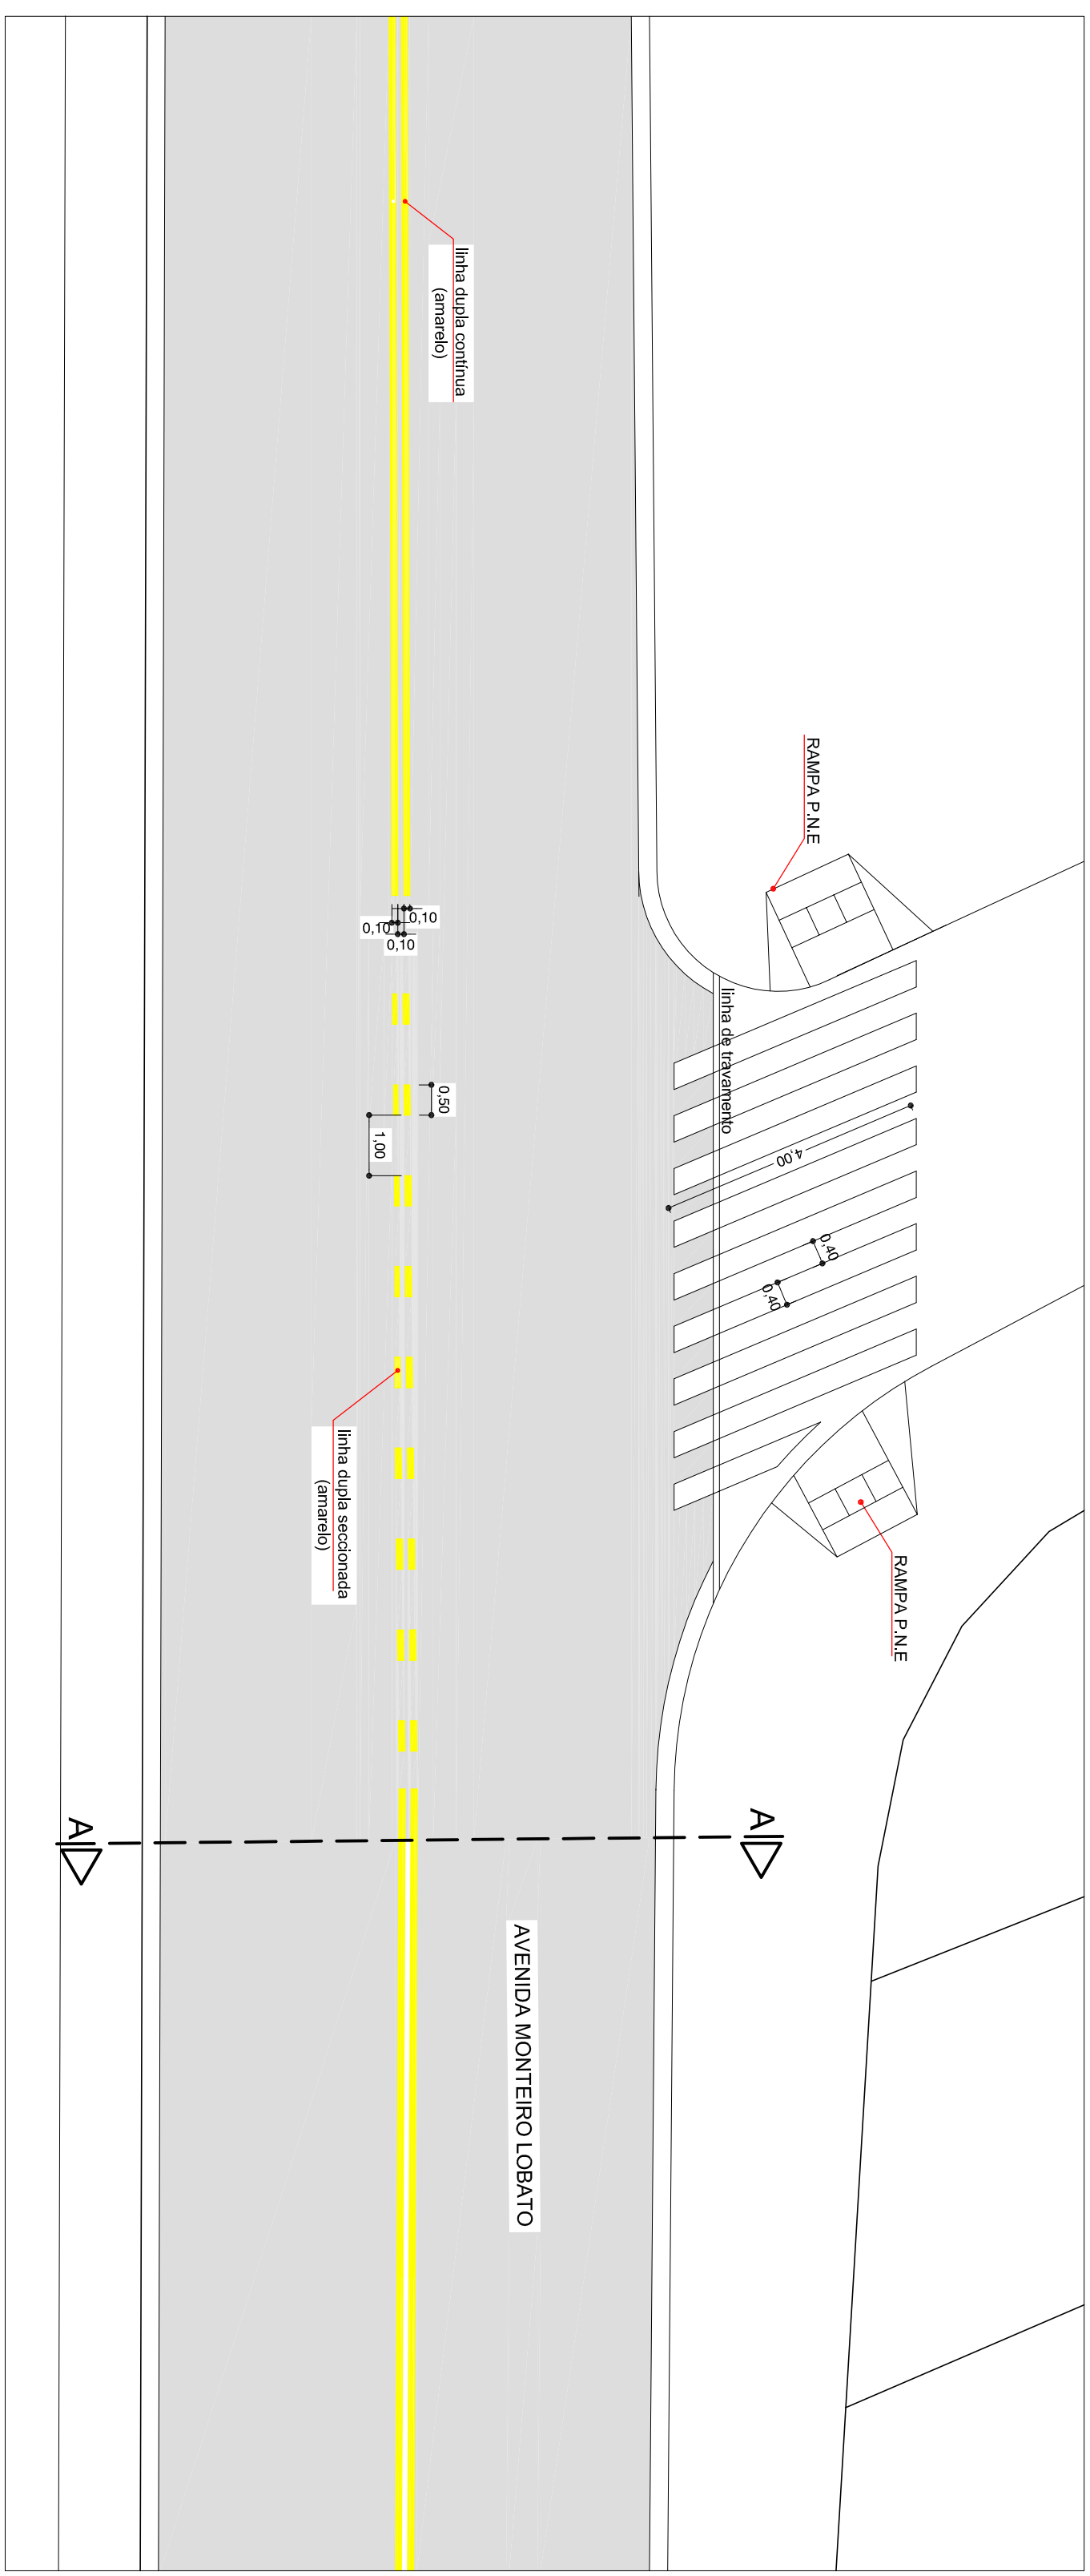 linha dupla contínua
(amarelo)
RAMPA P.N.E
0,10
0,10
0,10
linha de travamento
0,50
1,00
4,00
0,40
0,40
linha dupla seccionada
(amarelo)
RAMPA P.N.E
A
A
AVENIDA MONTEIRO LOBATO